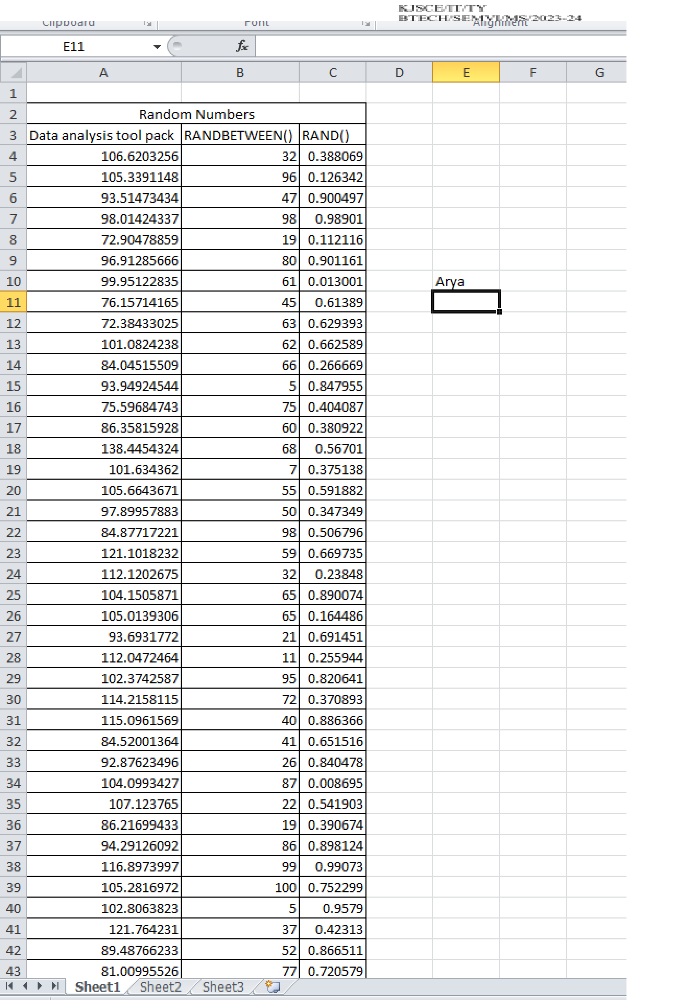 KJSCE/IT/TY
BTECH/SEMVI/MS/2023-24
Clipboard Font Alignment
E11 fx
A B C D E F G
1
2 Random Numbers
3 Data analysis tool pack RANDBETWEEN() RAND()
4 106.6203256 32 0.388069
5 105.3391148 96 0.126342
6 93.51473434 47 0.900497
7 98.01424337 98 0.98901
8 72.90478859 19 0.112116
9 96.91285666 80 0.901161
10 99.95122835 61 0.013001 Arya
11 76.15714165 45 0.61389
12 72.38433025 63 0.629393
13 101.0824238 62 0.662589
14 84.04515509 66 0.266669
15 93.94924544 5 0.847955
16 75.59684743 75 0.404087
17 86.35815928 60 0.380922
18 138.4454324 68 0.56701
19 101.634362 7 0.375138
20 105.6643671 55 0.591882
21 97.89957883 50 0.347349
22 84.87717221 98 0.506796
23 121.1018232 59 0.669735
24 112.1202675 32 0.23848
25 104.1505871 65 0.890074
26 105.0139306 65 0.164486
27 93.6931772 21 0.691451
28 112.0472464 11 0.255944
29 102.3742587 95 0.820641
30 114.2158115 72 0.370893
31 115.0961569 40 0.886366
32 84.52001364 41 0.651516
33 92.87623496 26 0.840478
34 104.0993427 87 0.008695
35 107.123765 22 0.541903
36 86.21699433 19 0.390674
37 94.29126092 86 0.898124
38 116.8973997 99 0.99073
39 105.2816972 100 0.752299
40 102.8063823 5 0.9579
41 121.764231 37 0.42313
42 89.48766233 52 0.866511
43 81.00995526 77 0.720579
Sheet1 Sheet2 Sheet3